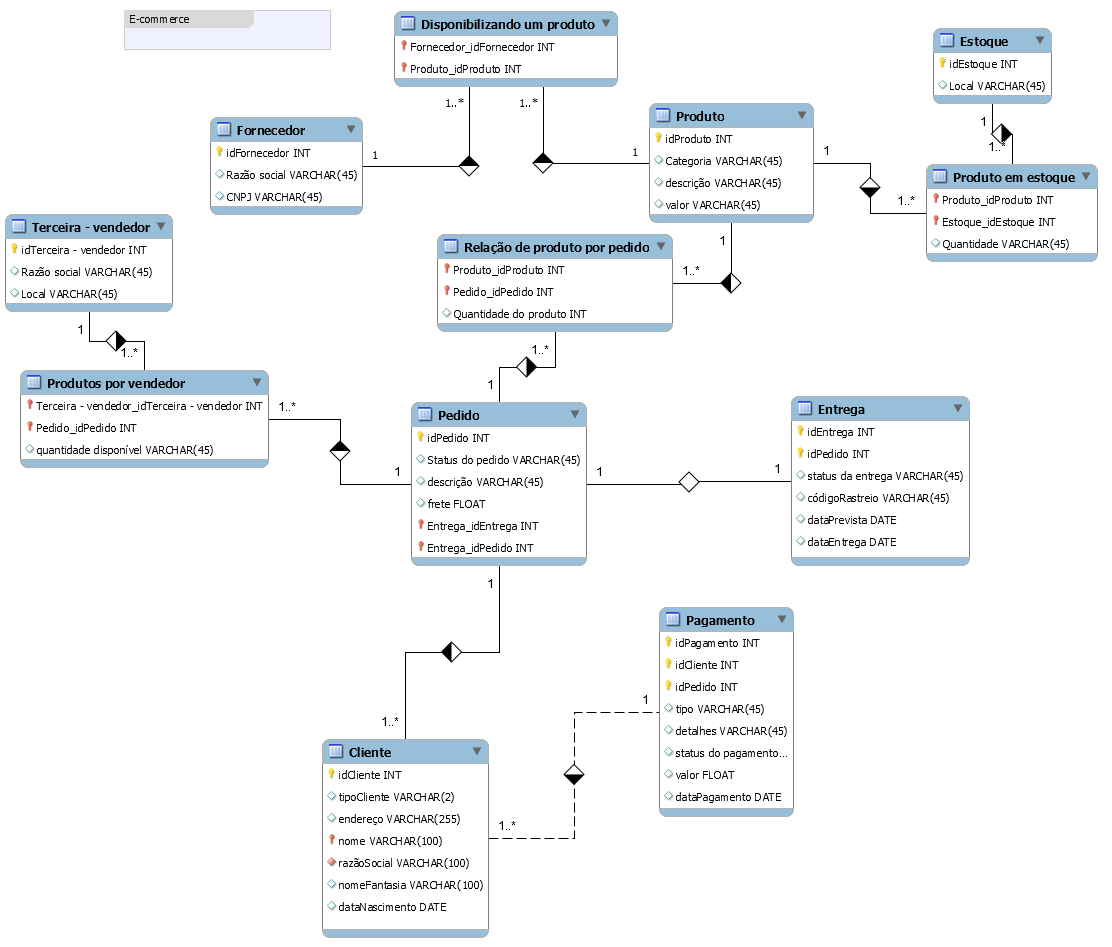 E-commerce
Disponibilizando um produto
Fornecedor_idFornecedor INT
Produto_idProduto INT
1..*
1..*
Estoque
idEstoque INT
Local VARCHAR(45)
1
1..*
Fornecedor
idFornecedor INT
Razão social VARCHAR(45)
CNPJ VARCHAR(45)
1
1
Produto
idProduto INT
Categoria VARCHAR(45)
descrição VARCHAR(45)
valor VARCHAR(45)
1
1..*
1
Produto em estoque
Produto_idProduto INT
Estoque_idEstoque INT
Quantidade VARCHAR(45)
Terceira - vendedor
idTerceira - vendedor INT
Razão social VARCHAR(45)
Local VARCHAR(45)
1
1..*
Relação de produto por pedido
Produto_idProduto INT
Pedido_idPedido INT
Quantidade do produto INT
1..*
1..*
1
Produtos por vendedor
Terceira - vendedor_idTerceira - vendedor INT
Pedido_idPedido INT
quantidade disponível VARCHAR(45)
1..*
1
Pedido
idPedido INT
Status do pedido VARCHAR(45)
descrição VARCHAR(45)
frete FLOAT
Entrega_idEntrega INT
Entrega_idPedido INT
1
1
Entrega
idEntrega INT
idPedido INT
status da entrega VARCHAR(45)
códigoRastreio VARCHAR(45)
dataPrevista DATE
dataEntrega DATE
1
1..*
Pagamento
idPagamento INT
idCliente INT
idPedido INT
tipo VARCHAR(45)
detalhes VARCHAR(45)
status do pagamento...
valor FLOAT
dataPagamento DATE
1
1..*
Cliente
idCliente INT
tipoCliente VARCHAR(2)
endereço VARCHAR(255)
nome VARCHAR(100)
razãoSocial VARCHAR(100)
nomeFantasia VARCHAR(100)
dataNascimento DATE